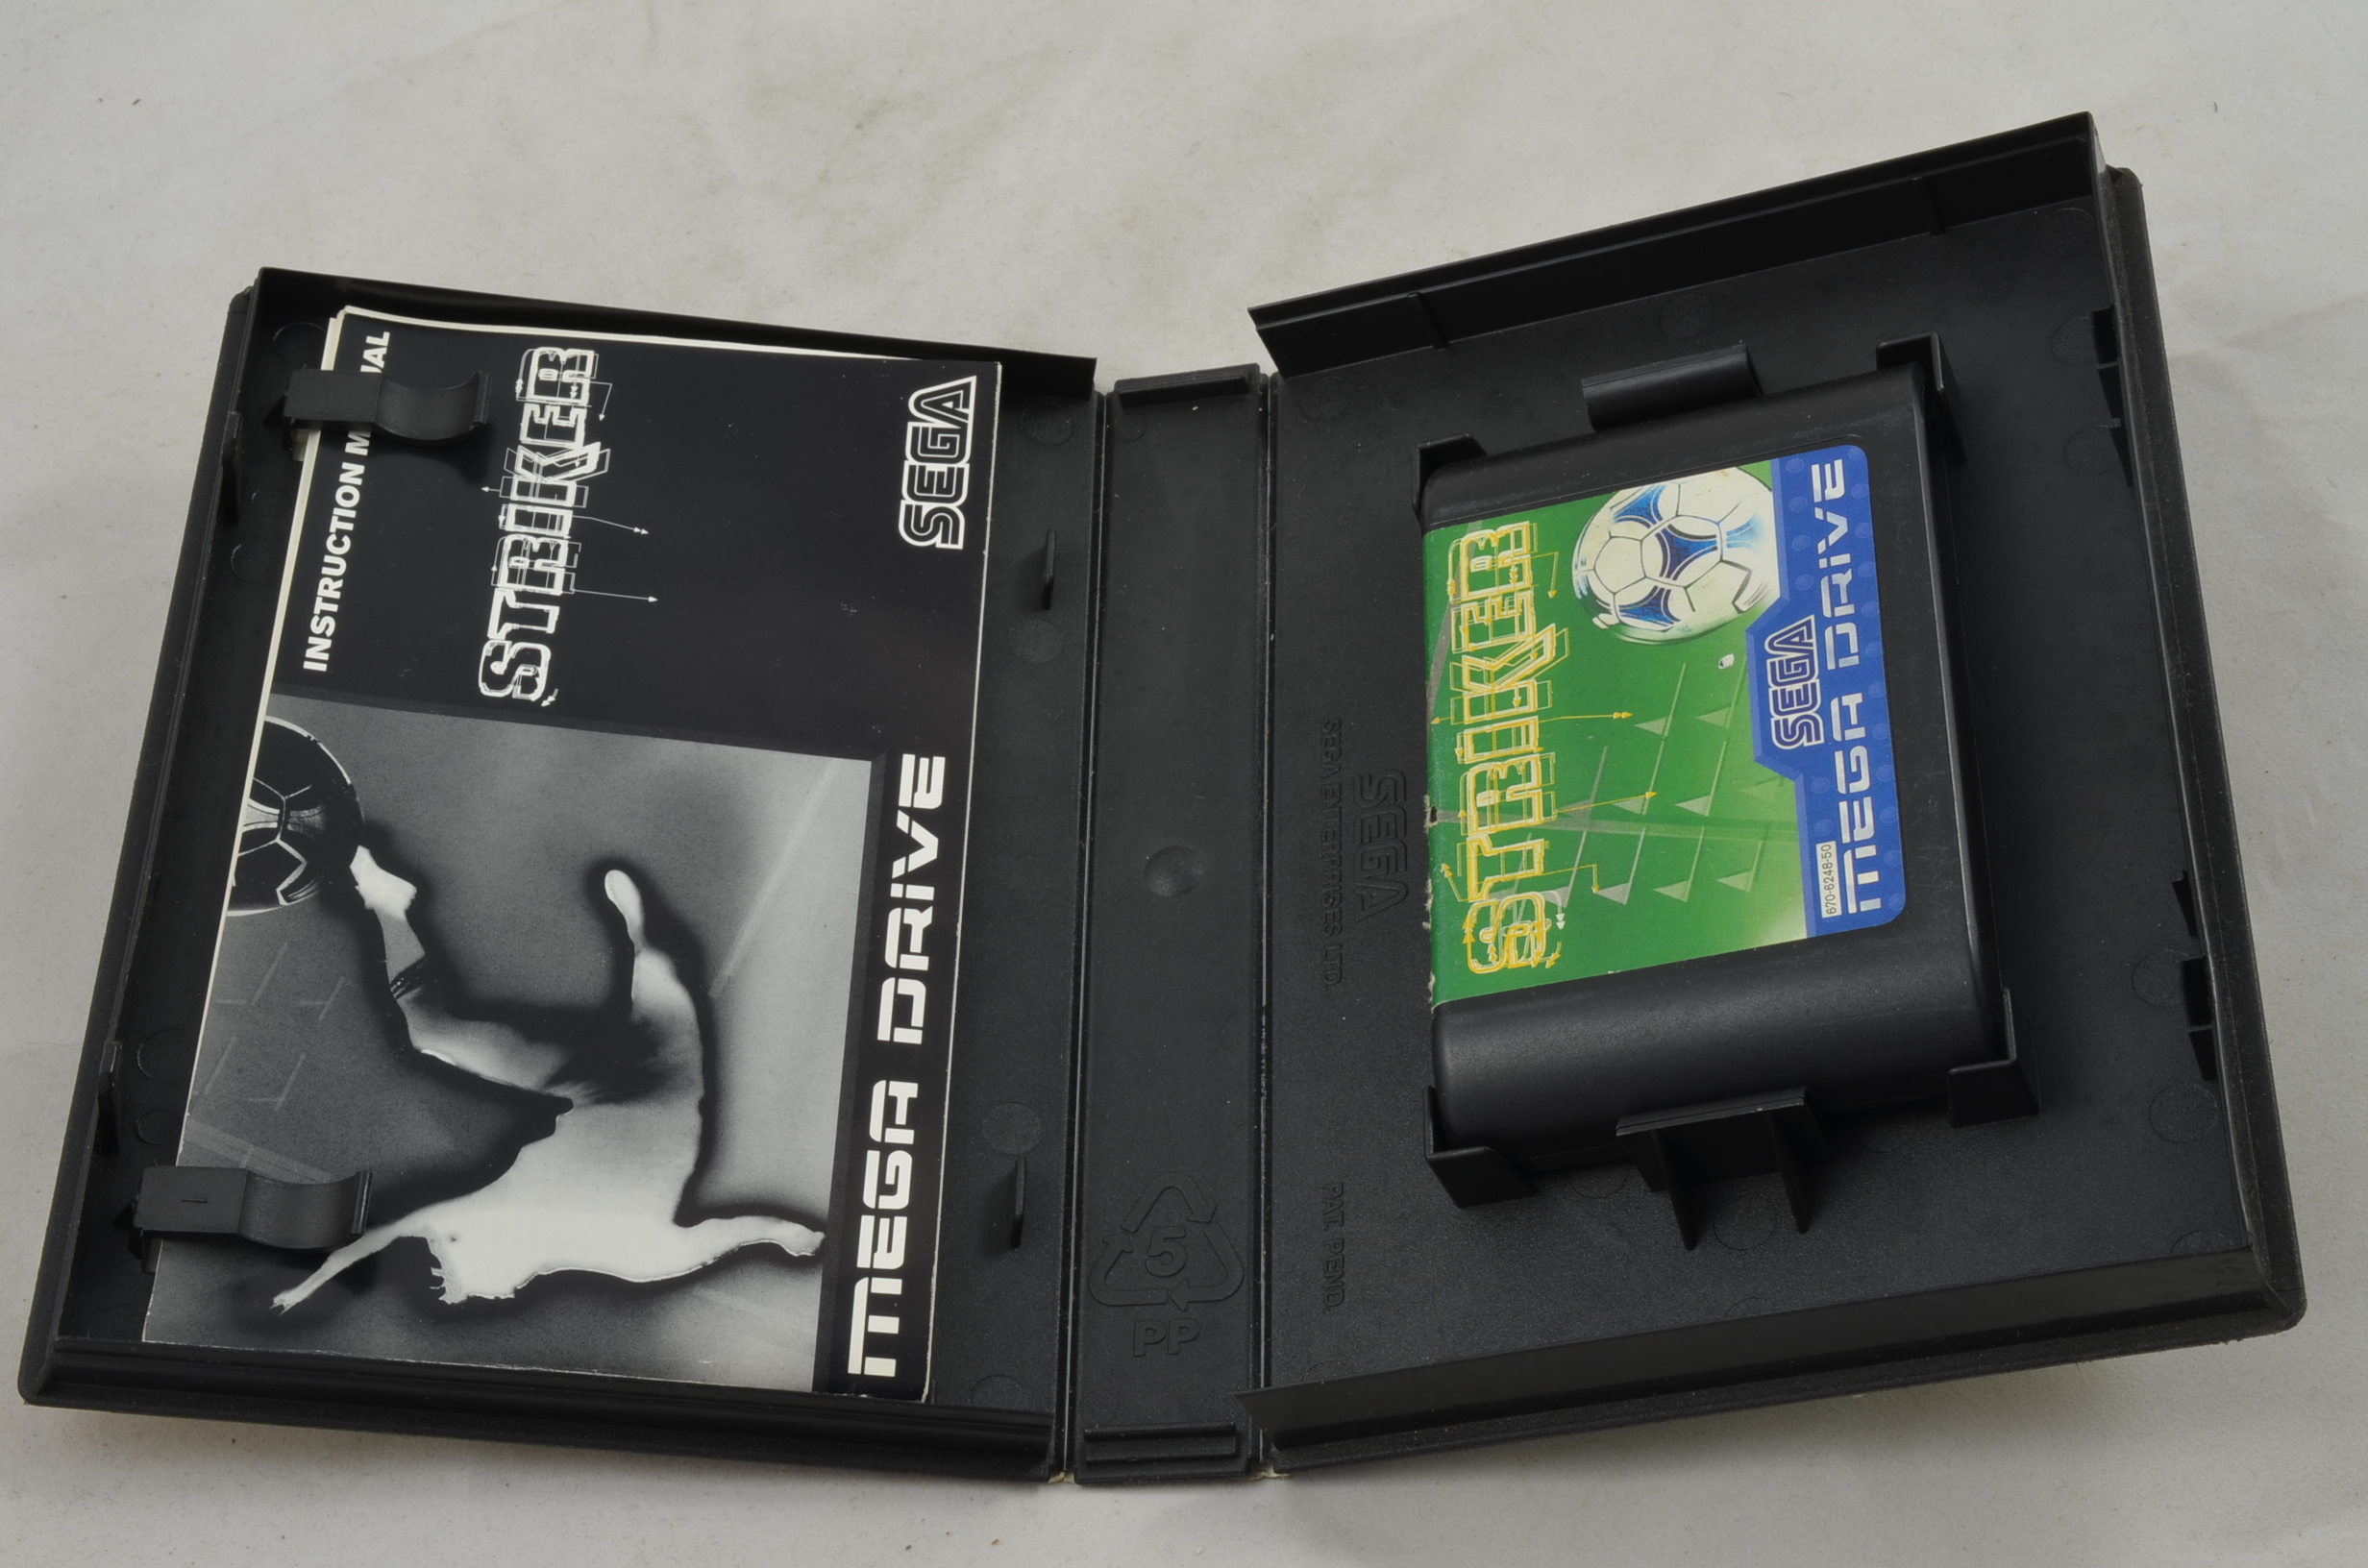 INSTRUCTION MANUAL
STRIKER
SEGA
MEGA DRIVE
STRIKER
SEGA
MEGA DRIVE
670-6248-50
SEGA
SEGA ENTERPRISES LTD.
PAT. PEND.
5
PP